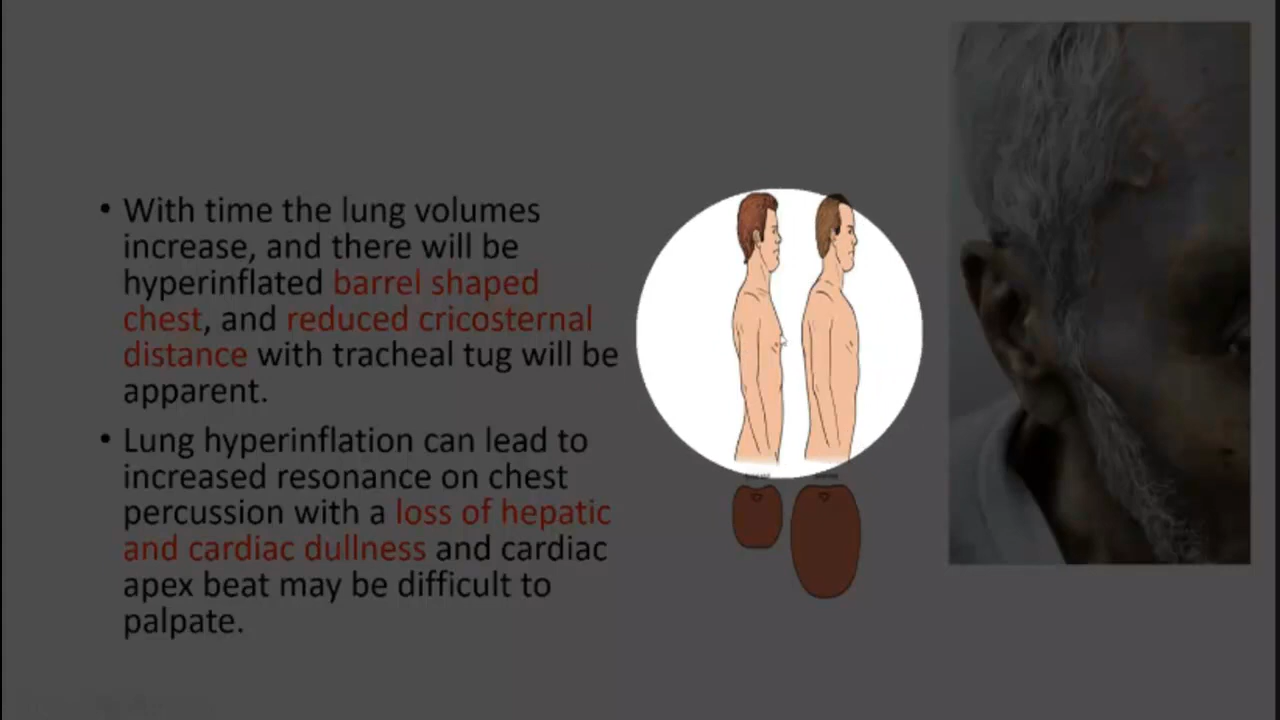 • With time the lung volumes
increase, and there will be
hyperinflated barrel shaped
chest, and reduced cricosternal
distance with tracheal tug will be
apparent.
• Lung hyperinflation can lead to
increased resonance on chest
percussion with a loss of hepatic
and cardiac dullness and cardiac
apex beat may be difficult to
palpate.